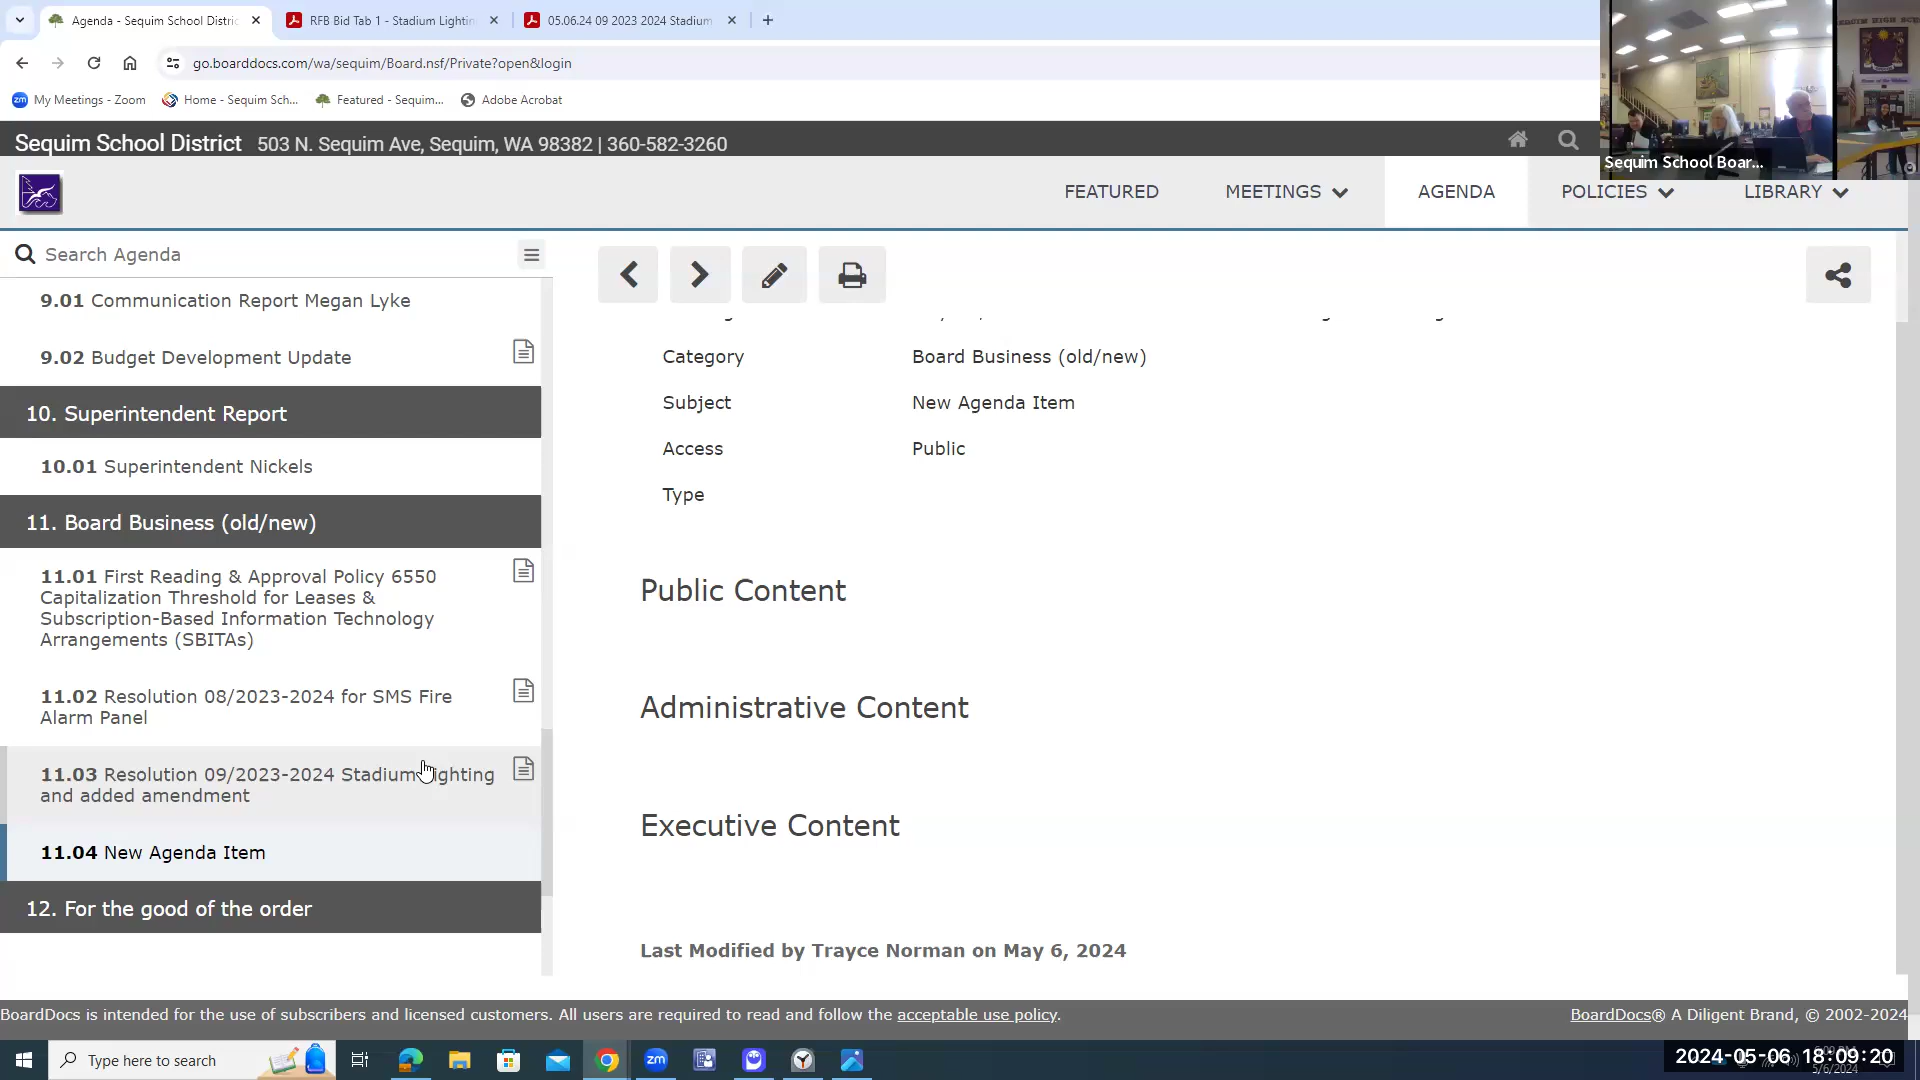 Agenda - Sequim School Distric
RFB Bid Tab 1 - Stadium Lightin
05.06.24 09 2023 2024 Stadium
go.boarddocs.com/wa/sequim/Board.nsf/Private?open&login
My Meetings - Zoom
Home - Sequim Sch...
Featured - Sequim...
Adobe Acrobat
Sequim School District 503 N. Sequim Ave, Sequim, WA 98382 | 360-582-3260
Sequim School Boar...
FEATURED
MEETINGS
AGENDA
POLICIES
LIBRARY
Search Agenda
9.01 Communication Report Megan Lyke
9.02 Budget Development Update
10. Superintendent Report
10.01 Superintendent Nickels
11. Board Business (old/new)
11.01 First Reading & Approval Policy 6550
Capitalization Threshold for Leases &
Subscription-Based Information Technology
Arrangements (SBITAs)
11.02 Resolution 08/2023-2024 for SMS Fire
Alarm Panel
11.03 Resolution 09/2023-2024 Stadium Lighting
and added amendment
11.04 New Agenda Item
12. For the good of the order
Category Board Business (old/new)
Subject New Agenda Item
Access Public
Type
Public Content
Administrative Content
Executive Content
Last Modified by Trayce Norman on May 6, 2024
BoardDocs is intended for the use of subscribers and licensed customers. All users are required to read and follow the acceptable use policy.
BoardDocs® A Diligent Brand, © 2002-2024
Type here to search
zm
2024-05-06 18:09:20
5/6/2024